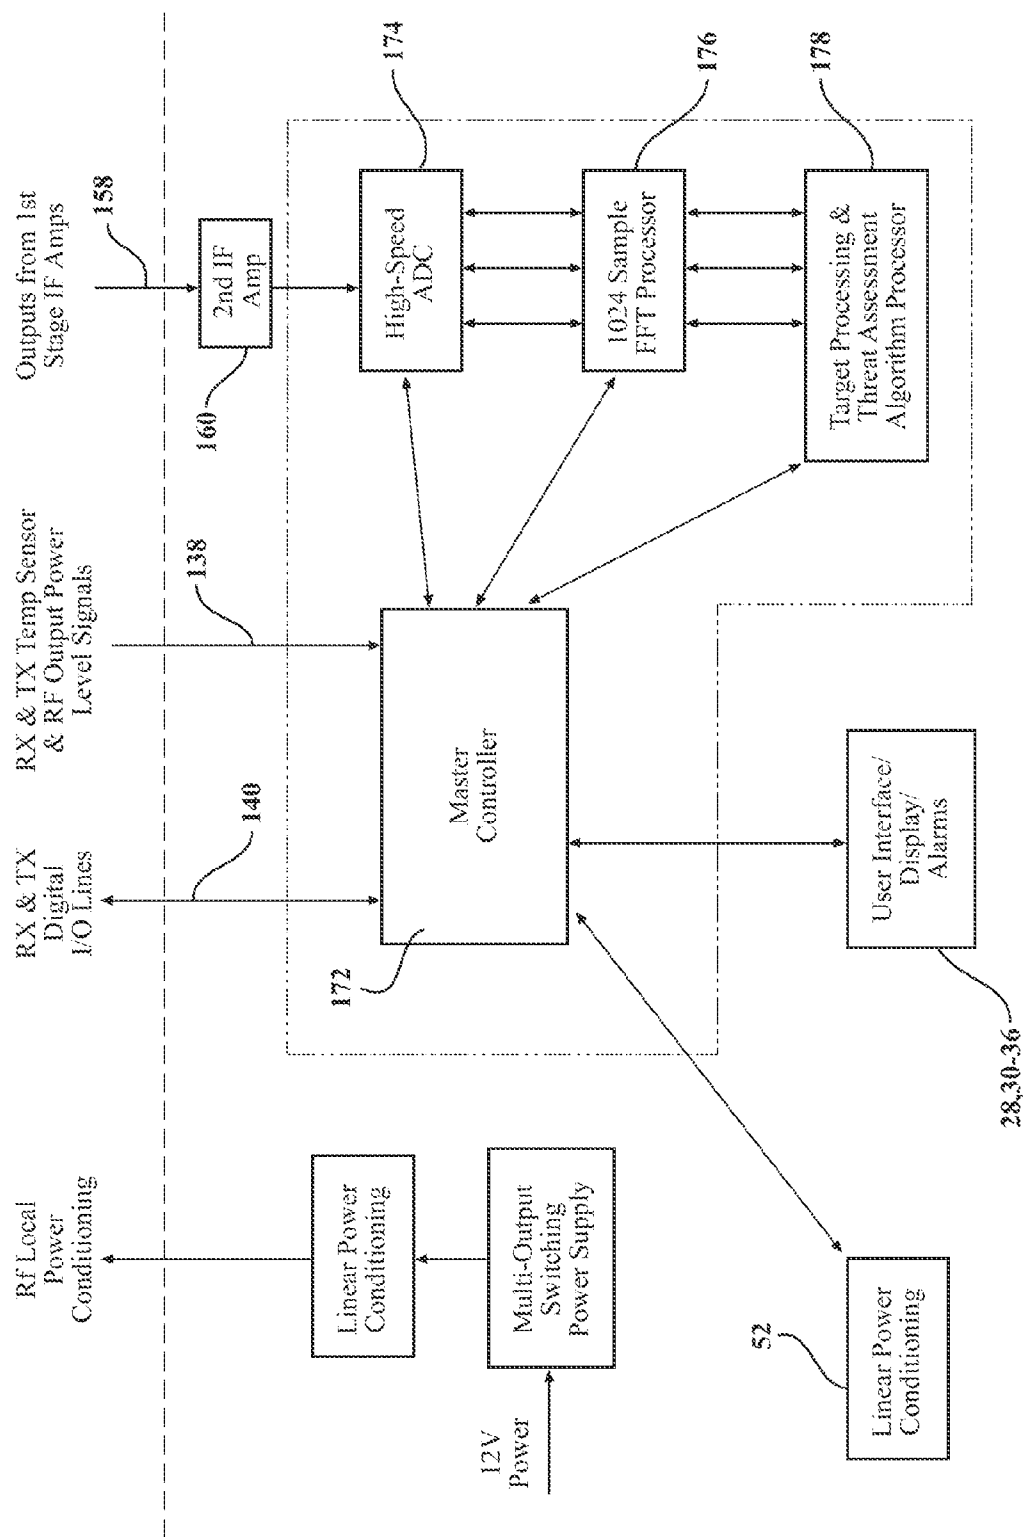 Rf Local
Power
Conditioning
RX & TX
Digital
I/O Lines
RX & TX Temp Sensor
& RF Output Power
Level Signals
Outputs from 1st
Stage IF Amps
140
138
158
2nd IF
Amp
160
Linear Power
Conditioning
172
Master
Controller
High-Speed
ADC
174
12V
Power
Multi-Output
Switching
Power Supply
1024 Sample
FFT Processor
176
52
Linear Power
Conditioning
User Interface/
Display/
Alarms
28,30-36
Target Processing &
Threat Assessment
Algorithm Processor
178